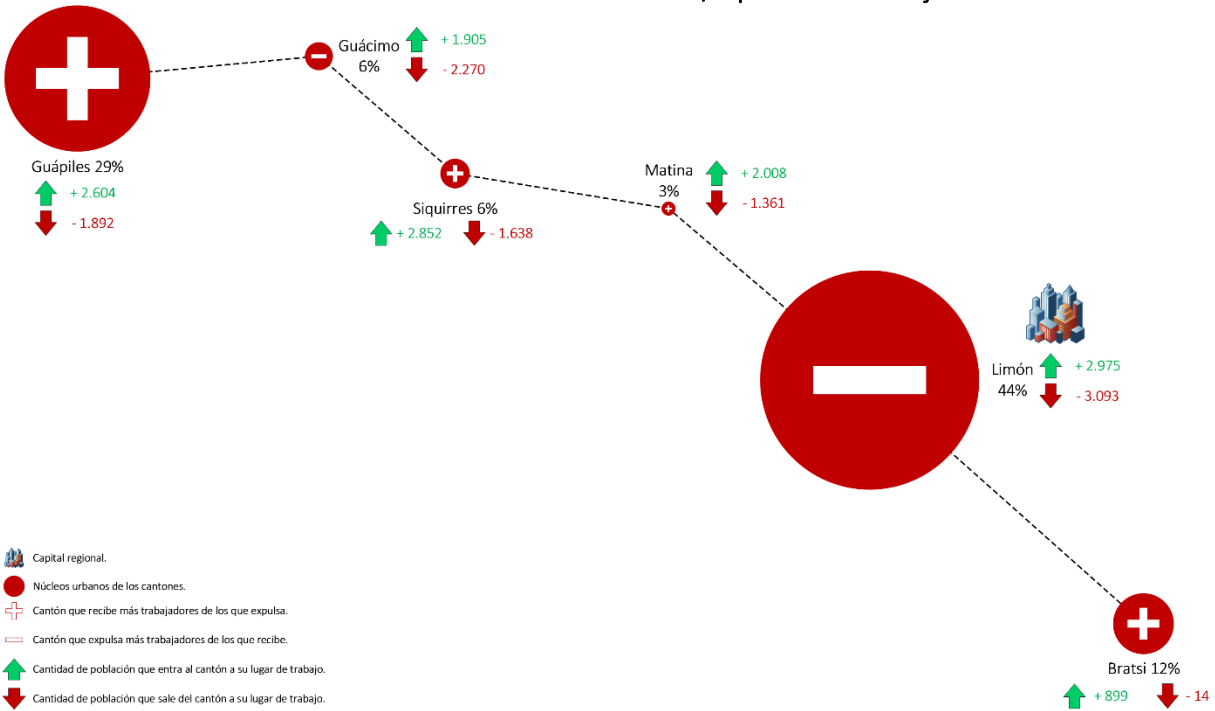 Guácimo
6%
+ 1.905
- 2.270
Guápiles 29%
+ 2.604
- 1.892
Siquirres 6%
+ 2.852
- 1.638
Matina
3%
+ 2.008
- 1.361
Limón
44%
+ 2.975
- 3.093
Bratsi 12%
+ 899
- 14
Capital regional.
Núcleos urbanos de los cantones.
Cantón que recibe más trabajadores de los que expulsa.
Cantón que expulsa más trabajadores de los que recibe.
Cantidad de población que entra al cantón a su lugar de trabajo.
Cantidad de población que sale del cantón a su lugar de trabajo.